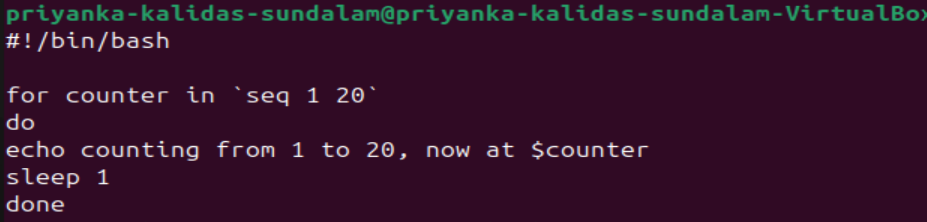 priyanka-kalidas-sundalam@priyanka-kalidas-sundalam-VirtualBox
#!/bin/bash
for counter in `seq 1 20`
do
echo counting from 1 to 20, now at $counter
sleep 1
done